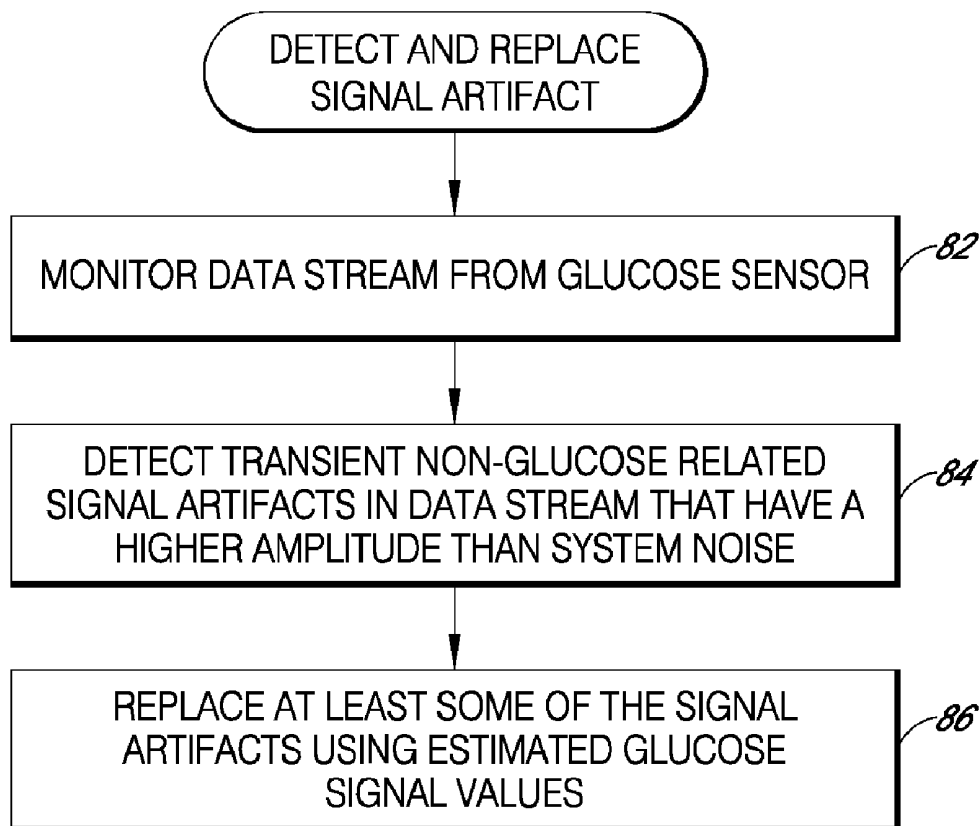 DETECT AND REPLACE
SIGNAL ARTIFACT
MONITOR DATA STREAM FROM GLUCOSE SENSOR
82
DETECT TRANSIENT NON-GLUCOSE RELATED
SIGNAL ARTIFACTS IN DATA STREAM THAT HAVE A
HIGHER AMPLITUDE THAN SYSTEM NOISE
84
REPLACE AT LEAST SOME OF THE SIGNAL
ARTIFACTS USING ESTIMATED GLUCOSE
SIGNAL VALUES
86